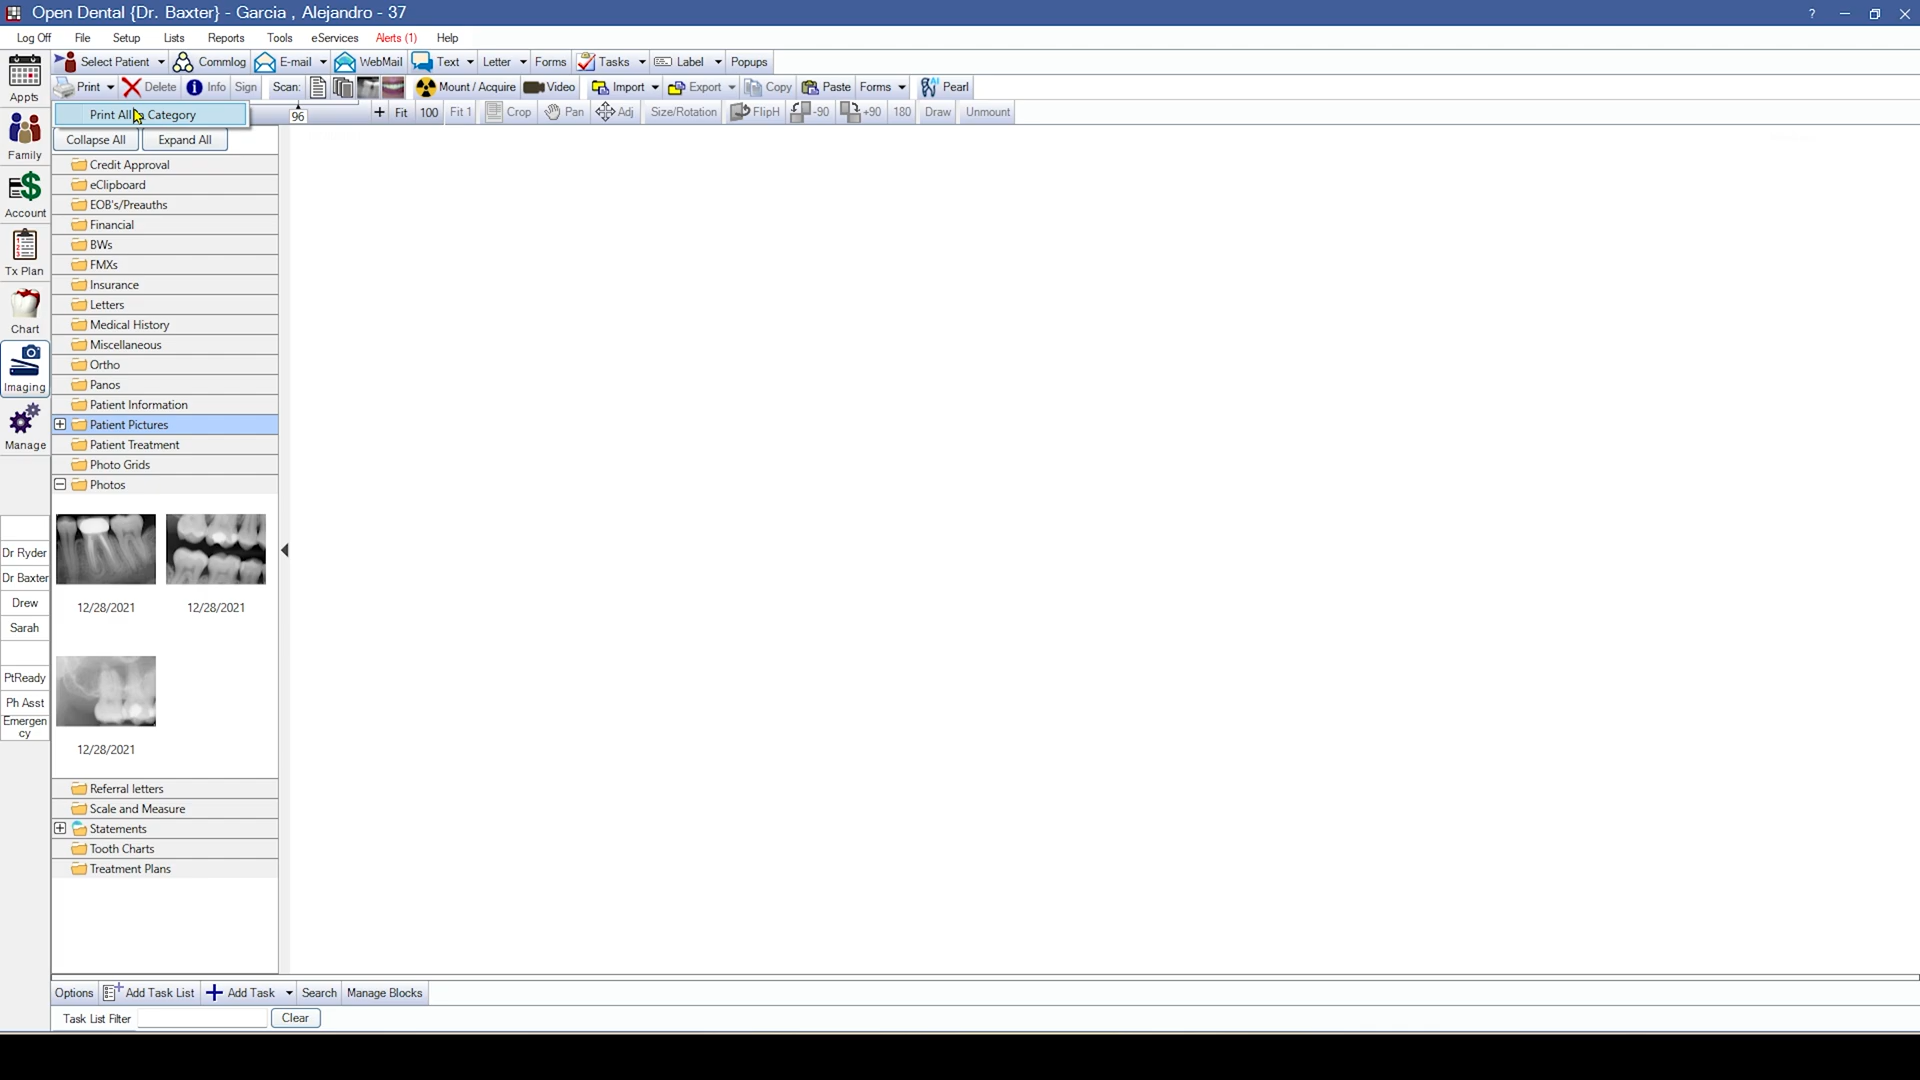 Open Dental {Dr. Baxter} - Garcia , Alejandro - 37
?
Log Off File Setup Lists Reports Tools eServices Alerts (1) Help
Select Patient Commlog E-mail WebMail Text Letter Forms Tasks Label Popups
Print Delete Info Sign Scan: Mount / Acquire Video Import Export Copy Paste Forms Pearl
Print All Category
96 + Fit 100 Fit 1 Crop Pan Adj Size/Rotation FlipH -90 +90 180 Draw Unmount
Collapse All Expand All
Credit Approval
eClipboard
EOB's/Preauths
Financial
BWs
FMXs
Insurance
Letters
Medical History
Miscellaneous
Ortho
Panos
Patient Information
Patient Pictures
Patient Treatment
Photo Grids
Photos
12/28/2021 12/28/2021
12/28/2021
Referral letters
Scale and Measure
Statements
Tooth Charts
Treatment Plans
Appts
Family
Account
Tx Plan
Chart
Imaging
Manage
Dr Ryder
Dr Baxter
Drew
Sarah
PtReady
Ph Asst
Emergen
cy
Options Add Task List Add Task Search Manage Blocks
Task List Filter Clear